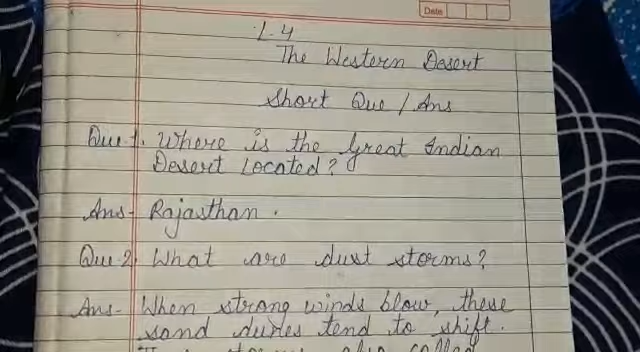 Date
L-4
The Western Desert
Short Que / Ans
Que 1. Where is the Great Indian
Desert Located?
Ans- Rajasthan.
Que 2. What are dust storms?
Ans- When strong winds blow, these
sand dunes tend to shift.